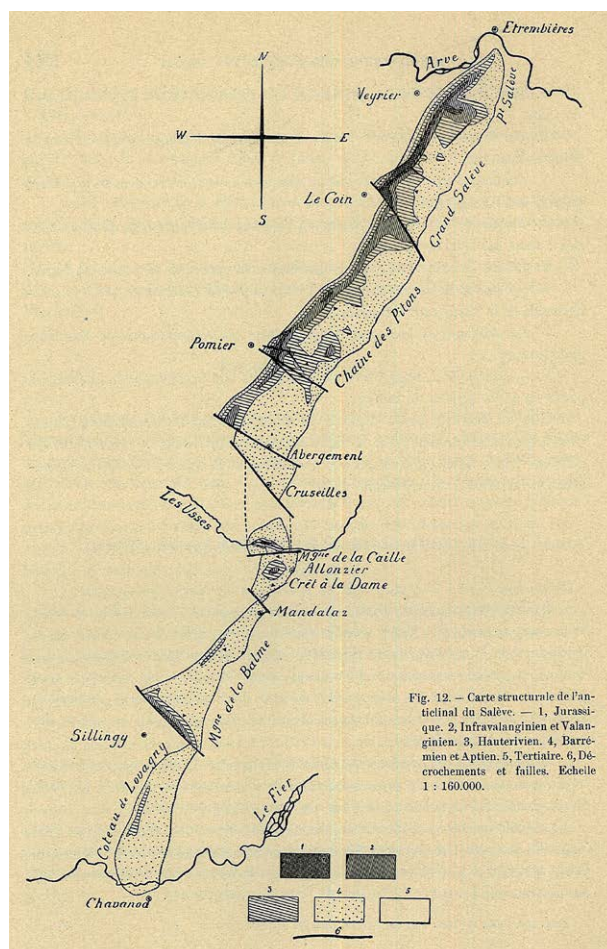 Etrembières
Arve
Veyrier
Pt Salève
N
W
E
S
Le Coin
Grand Salève
Pomier
Chaine des Pitons
Abergement
Cruseilles
Les Usses
Mgne de la Caille
Allonzier
Crêt à la Dame
Mandalaz
Mgne de la Balme
Sillingy
Coteau de Lovagny
Le Fier
Chavanod
Fig. 12. — Carte structurale de l'an-
ticlinal du Salève. — 1, Jurassi-
que. 2, Infravalanginien et Valan-
ginien. 3, Hauterivien. 4, Barré-
mien et Aptien. 5, Tertiaire. 6, Dé-
crochements et failles. Echelle
1 : 160.000.
1
2
3
4
5
6